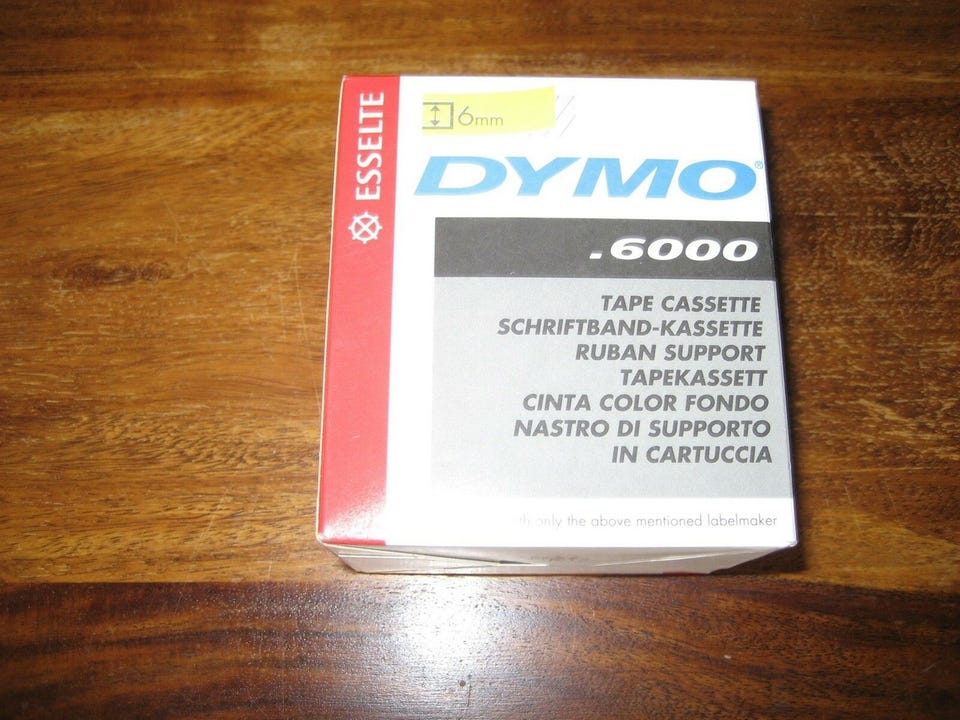 ESSELTE
6mm
DYMO®
.6000
TAPE CASSETTE
SCHRIFTBAND-KASSETTE
RUBAN SUPPORT
TAPEKASSETT
CINTA COLOR FONDO
NASTRO DI SUPPORTO
IN CARTUCCIA
only the above mentioned labelmaker